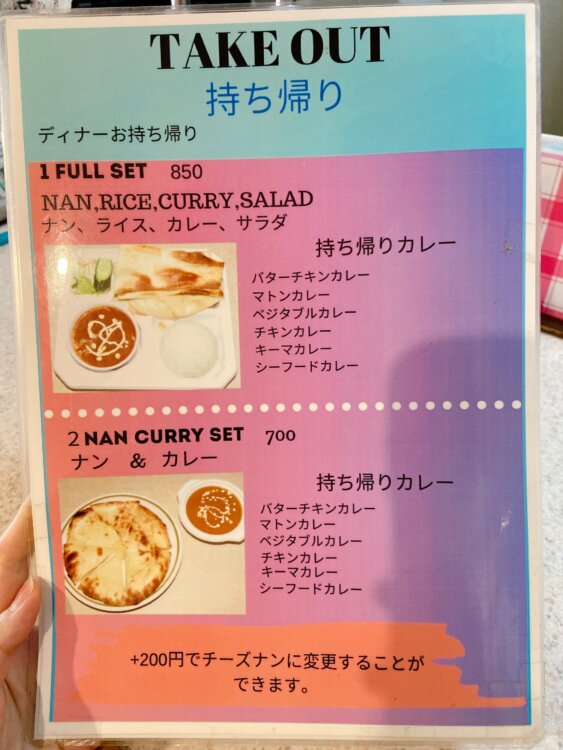 TAKE OUT
持ち帰り
ディナーお持ち帰り
1 FULL SET 850
NAN,RICE,CURRY,SALAD
ナン、ライス、カレー、サラダ
持ち帰りカレー
バターチキンカレー
マトンカレー
ベジタブルカレー
チキンカレー
キーマカレー
シーフードカレー
2 NAN CURRY SET 700
ナン & カレー
持ち帰りカレー
バターチキンカレー
マトンカレー
ベジタブルカレー
チキンカレー
キーマカレー
シーフードカレー
+200円でチーズナンに変更することが
できます。